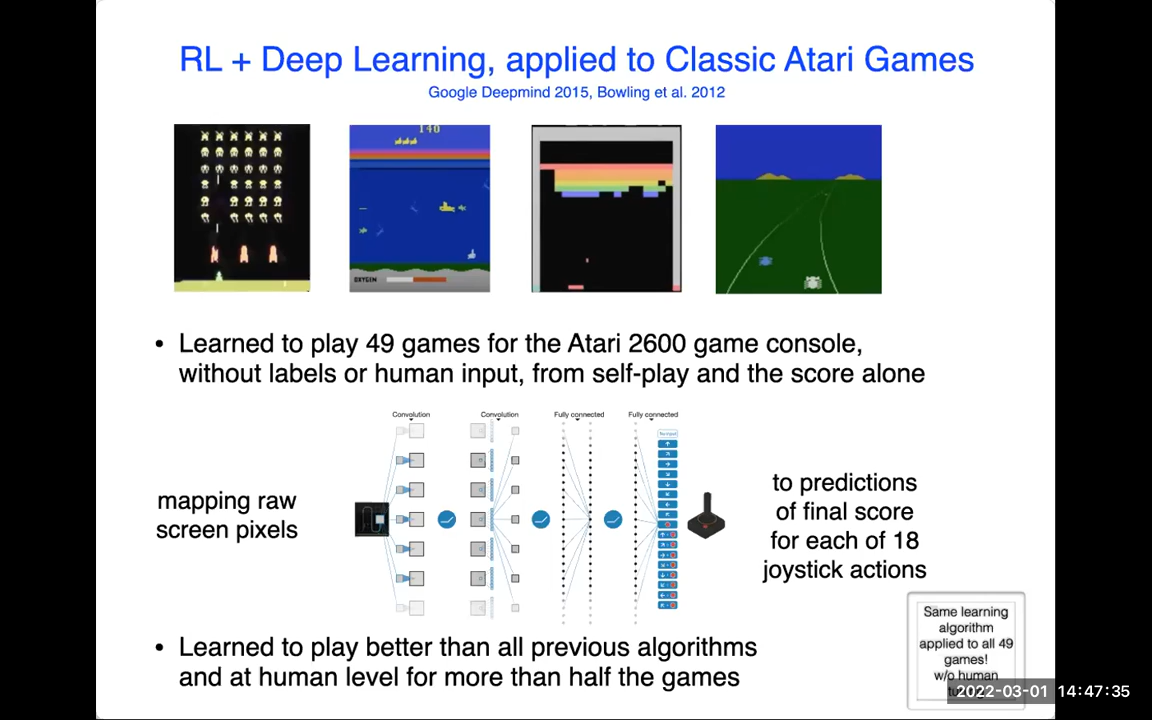 RL + Deep Learning, applied to Classic Atari Games
Google Deepmind 2015, Bowling et al. 2012
140
OXYGEN
• Learned to play 49 games for the Atari 2600 game console,
without labels or human input, from self-play and the score alone
Convolution Convolution Fully connected Fully connected
No input
mapping raw
screen pixels
to predictions
of final score
for each of 18
joystick actions
• Learned to play better than all previous algorithms
and at human level for more than half the games
Same learning
algorithm
applied to all 49
games!
w/o human
2022-03-01 14:47:35